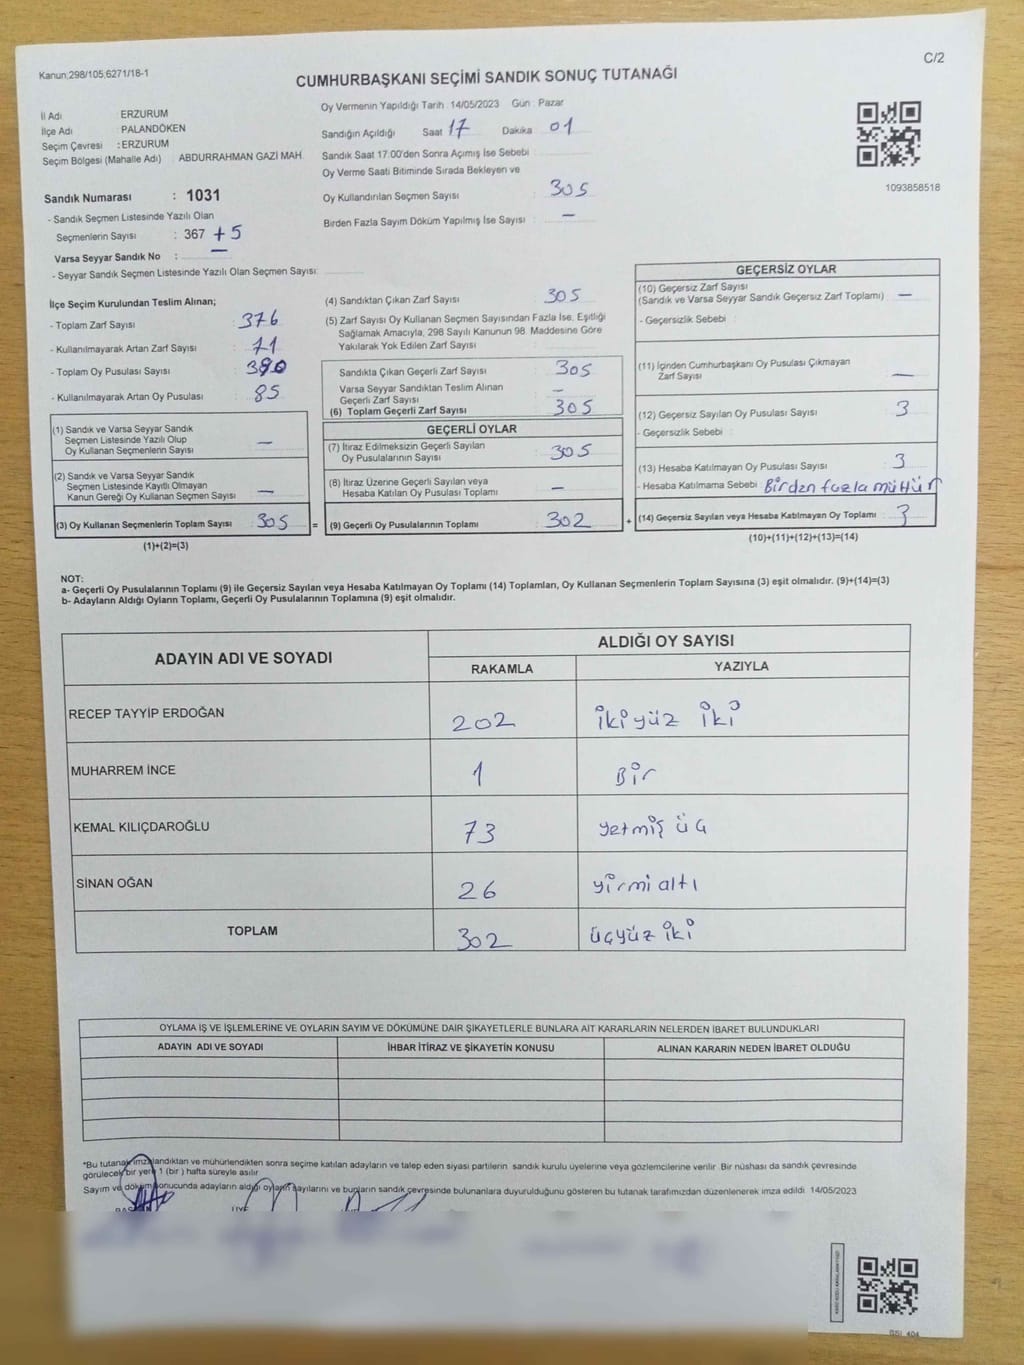 Kanun;298/105;6271/18-1
C/2
CUMHURBAŞKANI SEÇİMİ SANDIK SONUÇ TUTANAĞI
İl Adı : ERZURUM
İlçe Adı : PALANDÖKEN
Seçim Çevresi : ERZURUM
Seçim Bölgesi (Mahalle Adı) : ABDURRAHMAN GAZİ MAH.
Sandık Numarası : 1031
- Sandık Seçmen Listesinde Yazılı Olan
Seçmenlerin Sayısı : 367 +5
Varsa Seyyar Sandık No : —
- Seyyar Sandık Seçmen Listesinde Yazılı Olan Seçmen Sayısı:
Oy Vermenin Yapıldığı Tarih : 14/05/2023 Gün : Pazar
Sandığın Açıldığı Saat 17 Dakika 01
Sandık Saat 17:00'den Sonra Açımış İse Sebebi :
Oy Verme Saati Bitiminde Sırada Bekleyen ve
Oy Kullandırılan Seçmen Sayısı : 305
Birden Fazla Sayım Döküm Yapılmış İse Sayısı : —
1093858518
İlçe Seçim Kurulundan Teslim Alınan;
- Toplam Zarf Sayısı : 376
- Kullanılmayarak Artan Zarf Sayısı : 71
- Toplam Oy Pusulası Sayısı : 390
- Kullanılmayarak Artan Oy Pusulası : 85
(1) Sandık ve Varsa Seyyar Sandık
Seçmen Listesinde Yazılı Olup
Oy Kullanan Seçmenlerin Sayısı : —
(2) Sandık ve Varsa Seyyar Sandık
Seçmen Listesinde Kayıtlı Olmayan
Kanun Gereği Oy Kullanan Seçmen Sayısı : —
(3) Oy Kullanan Seçmenlerin Toplam Sayısı : 305 =
(1)+(2)=(3)
(4) Sandıktan Çıkan Zarf Sayısı : 305
(5) Zarf Sayısı Oy Kullanan Seçmen Sayısından Fazla İse, Eşitliği
Sağlamak Amacıyla, 298 Sayılı Kanunun 98. Maddesine Göre
Yakılarak Yok Edilen Zarf Sayısı :
Sandıkta Çıkan Geçerli Zarf Sayısı : 305
Varsa Seyyar Sandıktan Teslim Alınan
Geçerli Zarf Sayısı : —
(6) Toplam Geçerli Zarf Sayısı : 305
GEÇERLİ OYLAR
(7) İtiraz Edilmeksizin Geçerli Sayılan
Oy Pusulalarının Sayısı : 305
(8) İtiraz Üzerine Geçerli Sayılan veya
Hesaba Katılan Oy Pusulası Toplamı : —
(9) Geçerli Oy Pusulalarının Toplamı : 302 +
GEÇERSİZ OYLAR
(10) Geçersiz Zarf Sayısı
(Sandık ve Varsa Seyyar Sandık Geçersiz Zarf Toplamı) : —
- Geçersizlik Sebebi :
(11) İçinden Cumhurbaşkanı Oy Pusulası Çıkmayan
Zarf Sayısı : —
(12) Geçersiz Sayılan Oy Pusulası Sayısı : 3
- Geçersizlik Sebebi :
(13) Hesaba Katılmayan Oy Pusulası Sayısı : 3
- Hesaba Katılmama Sebebi : Birden fazla mühür
(14) Geçersiz Sayılan veya Hesaba Katılmayan Oy Toplamı : 3
(10)+(11)+(12)+(13)=(14)
NOT:
a- Geçerli Oy Pusulalarının Toplamı (9) ile Geçersiz Sayılan veya Hesaba Katılmayan Oy Toplamı (14) Toplamları, Oy Kullanan Seçmenlerin Toplam Sayısına (3) eşit olmalıdır. (9)+(14)=(3)
b- Adayların Aldığı Oyların Toplamı, Geçerli Oy Pusulalarının Toplamına (9) eşit olmalıdır.
ADAYIN ADI VE SOYADI
ALDIĞI OY SAYISI
RAKAMLA YAZIYLA
RECEP TAYYİP ERDOĞAN 202 ikiyüz iki
MUHARREM İNCE 1 Bir
KEMAL KILIÇDAROĞLU 73 yetmiş üç
SİNAN OĞAN 26 yirmi altı
TOPLAM 302 üçyüz iki
OYLAMA İŞ VE İŞLEMLERİNE VE OYLARIN SAYIM VE DÖKÜMÜNE DAİR ŞİKAYETLERLE BUNLARA AİT KARARLARIN NELERDEN İBARET BULUNDUKLARI
ADAYIN ADI VE SOYADI İHBAR İTİRAZ VE ŞİKAYETİN KONUSU ALINAN KARARIN NEDEN İBARET OLDUĞU
*Bu tutanak imzalandıktan ve mühürlendikten sonra seçime katılan adayların ve talep eden siyasi partilerin sandık kurulu üyelerine veya gözlemcilerine verilir. Bir nüshası da sandık çevresinde
görülecek bir yere 1 (bir) hafta süreyle asılır.
Sayım ve döküm sonucunda adayların aldığı oyların sayılarını ve bunların sandık çevresinde bulunanlara duyurulduğunu gösteren bu tutanak tarafımızdan düzenlenerek imza edildi 14/05/2023